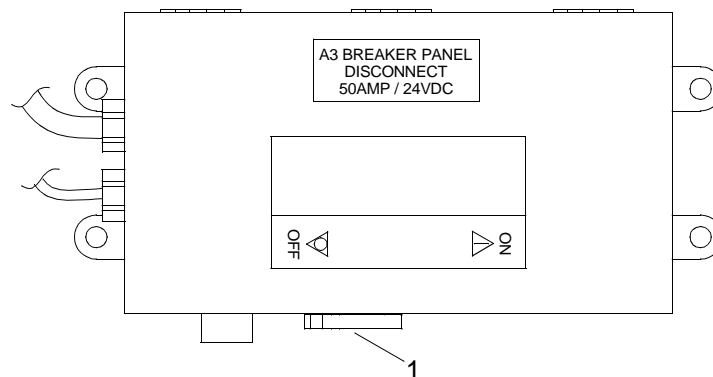 A3 BREAKER PANEL
DISCONNECT
50AMP / 24VDC
OFF
ON
1